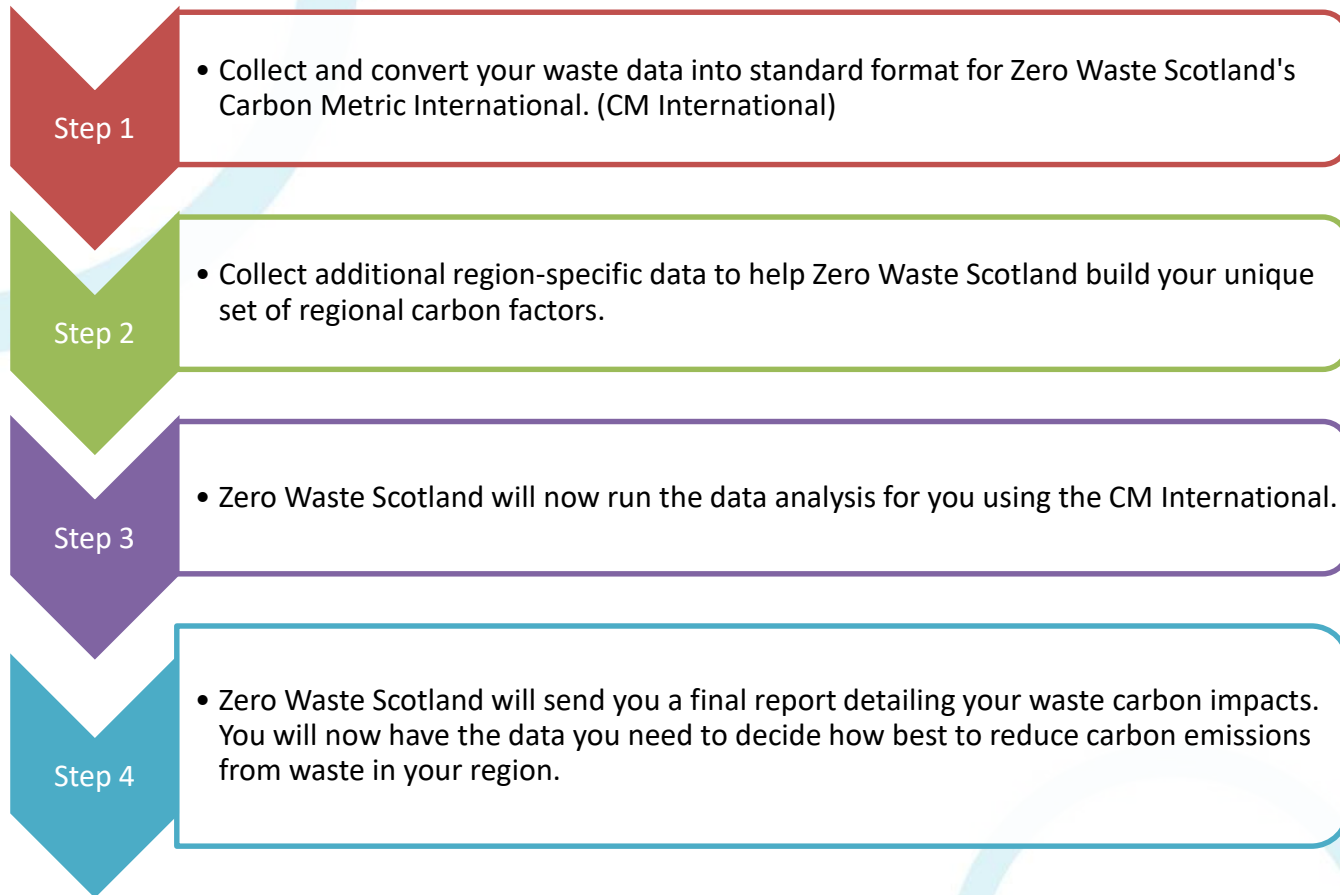 Step 1
• Collect and convert your waste data into standard format for Zero Waste Scotland's
Carbon Metric International. (CM International)
Step 2
• Collect additional region-specific data to help Zero Waste Scotland build your unique
set of regional carbon factors.
Step 3
• Zero Waste Scotland will now run the data analysis for you using the CM International.
Step 4
• Zero Waste Scotland will send you a final report detailing your waste carbon impacts.
You will now have the data you need to decide how best to reduce carbon emissions
from waste in your region.